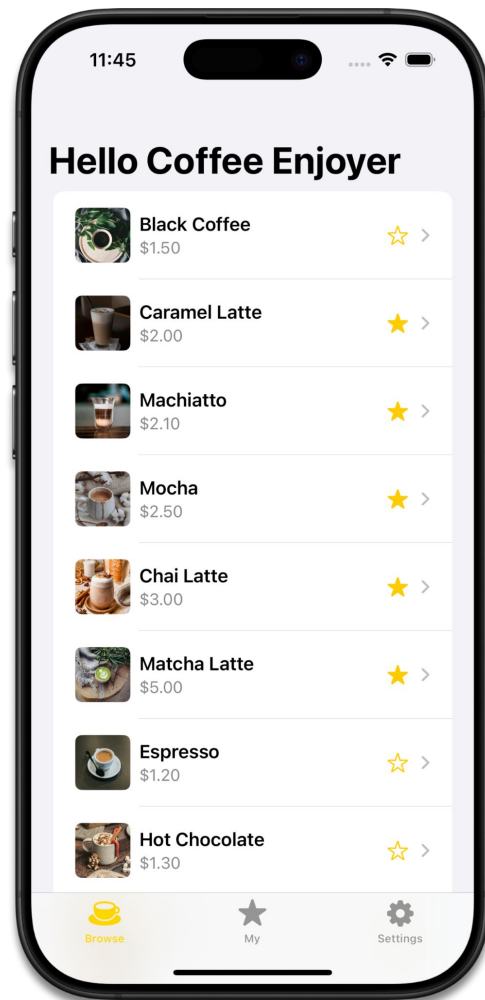 11:45
Hello Coffee Enjoyer
Black Coffee
$1.50
Caramel Latte
$2.00
Machiatto
$2.10
Mocha
$2.50
Chai Latte
$3.00
Matcha Latte
$5.00
Espresso
$1.20
Hot Chocolate
$1.30
Browse
My
Settings